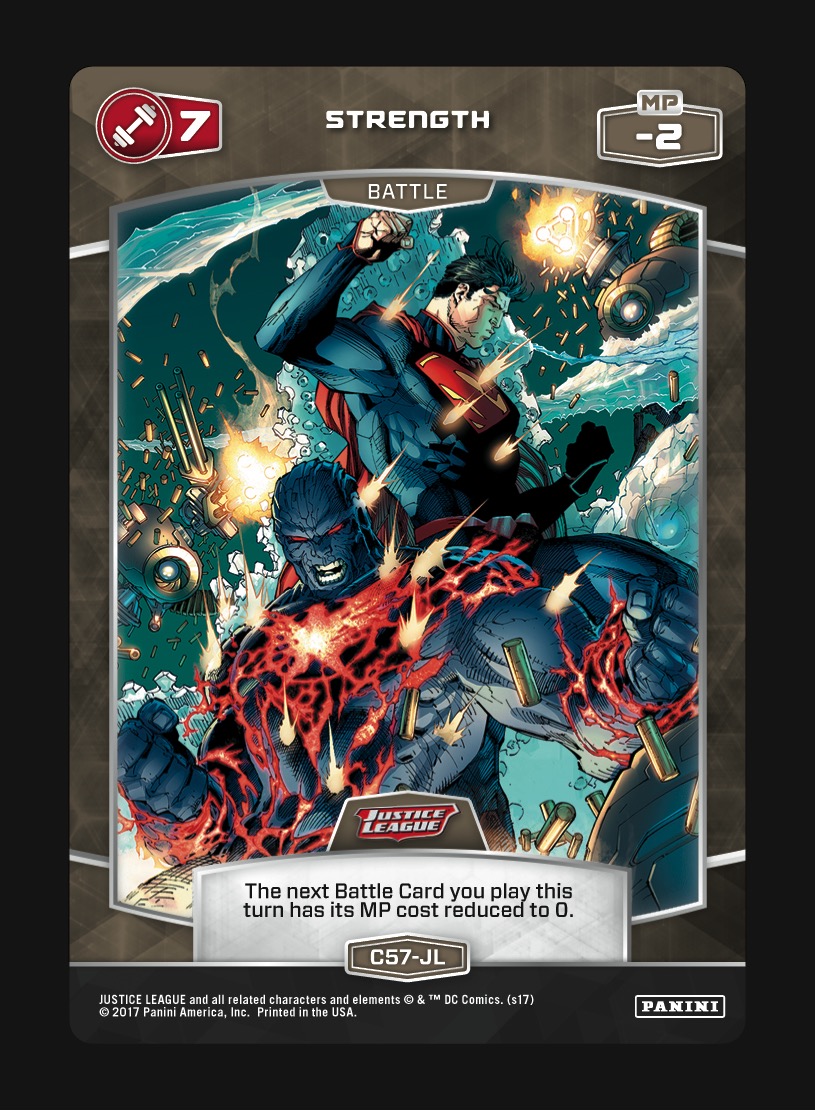 7
STRENGTH
MP
-2
BATTLE
JUSTICE
LEAGUE
The next Battle Card you play this
turn has its MP cost reduced to 0.
C57-JL
JUSTICE LEAGUE and all related characters and elements © & ™ DC Comics. (s17)
© 2017 Panini America, Inc. Printed in the USA.
PANINI